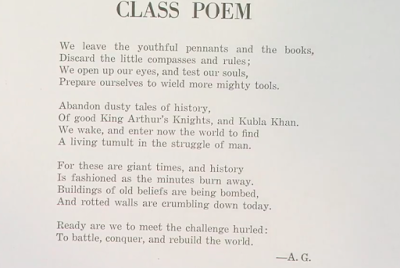 CLASS POEM
We leave the youthful pennants and the books,
Discard the little compasses and rules;
We open up our eyes, and test our souls,
Prepare ourselves to wield more mighty tools.
Abandon dusty tales of history,
Of good King Arthur's Knights, and Kubla Khan.
We wake, and enter now the world to find
A living tumult in the struggle of man.
For these are giant times, and history
Is fashioned as the minutes burn away.
Buildings of old beliefs are being bombed,
And rotted walls are crumbling down today.
Ready are we to meet the challenge hurled:
To battle, conquer, and rebuild the world.
—A. G.